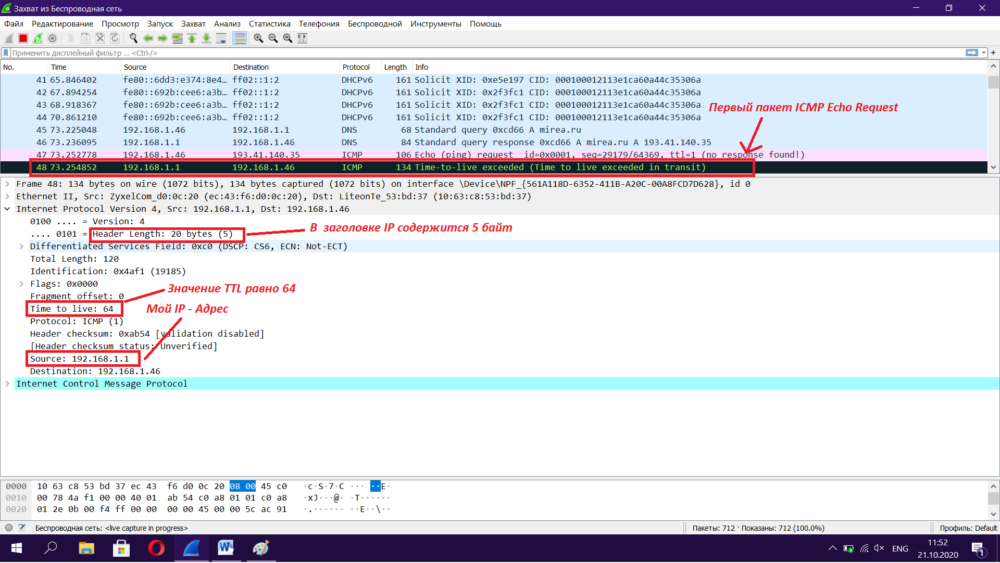 Захват из Беспроводная сеть
Файл Редактирование Просмотр Запуск Захват Анализ Статистика Телефония Беспроводной Инструменты Помощь
Применить дисплейный фильтр ... <Ctrl-/>
No. Time Source Destination Protocol Length Info
41 65.846402 fe80::6dd3:e374:8e4… ff02::1:2 DHCPv6 161 Solicit XID: 0xe5e197 CID: 000100012113e1ca60a44c35306a
42 67.894254 fe80::692b:cee6:a3b… ff02::1:2 DHCPv6 161 Solicit XID: 0x2f3fc1 CID: 000100012113e1ca60a44c35306a
43 68.918367 fe80::692b:cee6:a3b… ff02::1:2 DHCPv6 161 Solicit XID: 0x2f3fc1 CID: 000100012113e1ca60a44c35306a
44 70.861210 fe80::692b:cee6:a3b… ff02::1:2 DHCPv6 161 Solicit XID: 0x2f3fc1 CID: 000100012113e1ca60a44c35306a
Первый пакет ICMP Echo Request
45 73.225048 192.168.1.46 192.168.1.1 DNS 68 Standard query 0xcd66 A mirea.ru
46 73.236095 192.168.1.1 192.168.1.46 DNS 84 Standard query response 0xcd66 A mirea.ru A 193.41.140.35
47 73.252778 192.168.1.46 193.41.140.35 ICMP 106 Echo (ping) request id=0x0001, seq=29179/64369, ttl=1 (no response found!)
48 73.254852 192.168.1.1 192.168.1.46 ICMP 134 Time-to-live exceeded (Time to live exceeded in transit)
Frame 48: 134 bytes on wire (1072 bits), 134 bytes captured (1072 bits) on interface \Device\NPF_{561A118D-6352-411B-A20C-00A8FCD7D628}, id 0
Ethernet II, Src: ZyxelCom_d0:0c:20 (ec:43:f6:d0:0c:20), Dst: LiteonTe_53:bd:37 (10:63:c8:53:bd:37)
Internet Protocol Version 4, Src: 192.168.1.1, Dst: 192.168.1.46
0100 .... = Version: 4
.... 0101 = Header Length: 20 bytes (5)
В заголовке IP содержится 5 байт
Differentiated Services Field: 0xc0 (DSCP: CS6, ECN: Not-ECT)
Total Length: 120
Identification: 0x4af1 (19185)
Flags: 0x0000
Значение TTL равно 64
Fragment offset: 0
Time to live: 64
Мой IP - Адрес
Protocol: ICMP (1)
Header checksum: 0xab54 [validation disabled]
[Header checksum status: Unverified]
Source: 192.168.1.1
Destination: 192.168.1.46
Internet Control Message Protocol
0000 10 63 c8 53 bd 37 ec 43 f6 d0 0c 20 08 00 45 c0 ·c·S·7·C ··· ··E·
0010 00 78 4a f1 00 00 40 01 ab 54 c0 a8 01 01 c0 a8 ·xJ···@· ·T······
0020 01 2e 0b 00 f4 ff 00 00 00 00 45 00 00 5c ac 91 ·.······ ··E··\··
Беспроводная сеть: <live capture in progress>
Пакеты: 712 · Показаны: 712 (100.0%)
Профиль: Default
ENG
11:52
21.10.2020
1